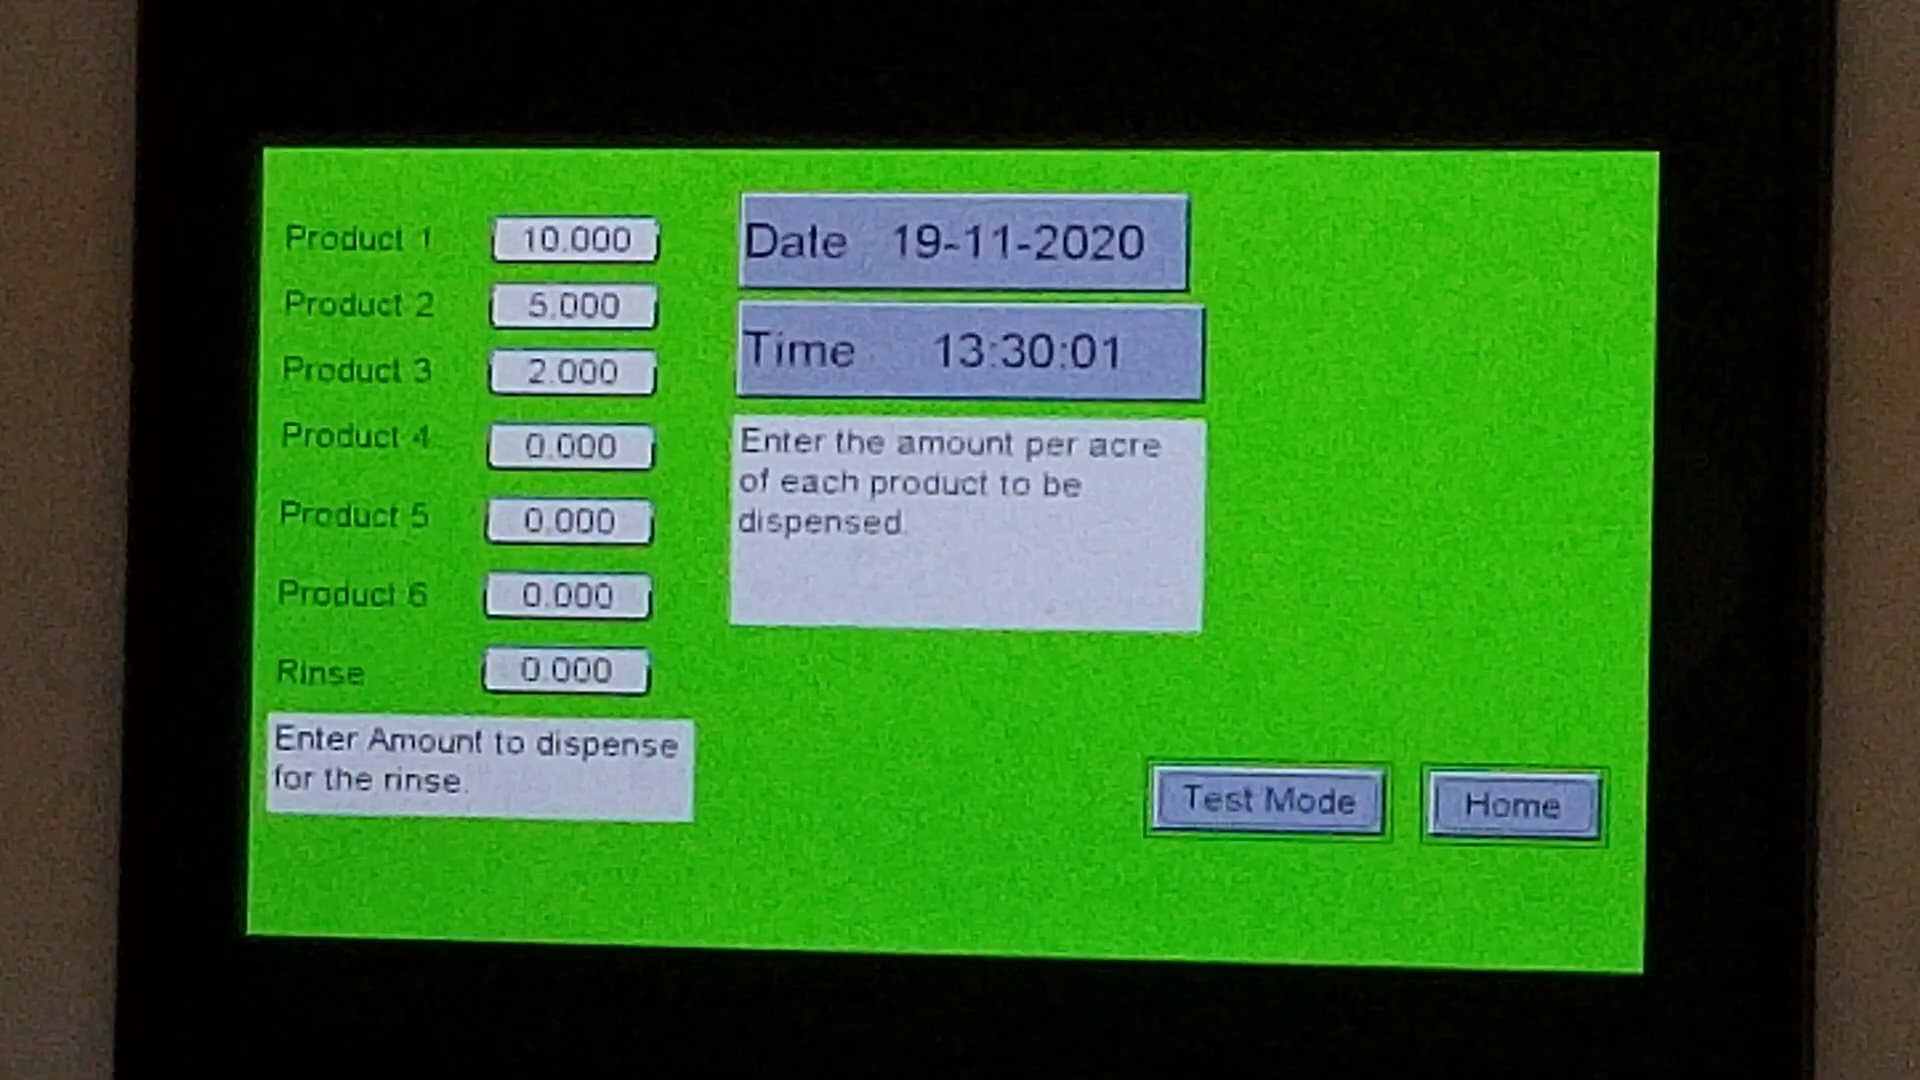 Product 1 10.000
Product 2 5.000
Product 3 2.000
Product 4 0.000
Product 5 0.000
Product 6 0.000
Rinse 0.000
Enter Amount to dispense
for the rinse.
Date 19-11-2020
Time 13:30:01
Enter the amount per acre
of each product to be
dispensed.
Test Mode
Home